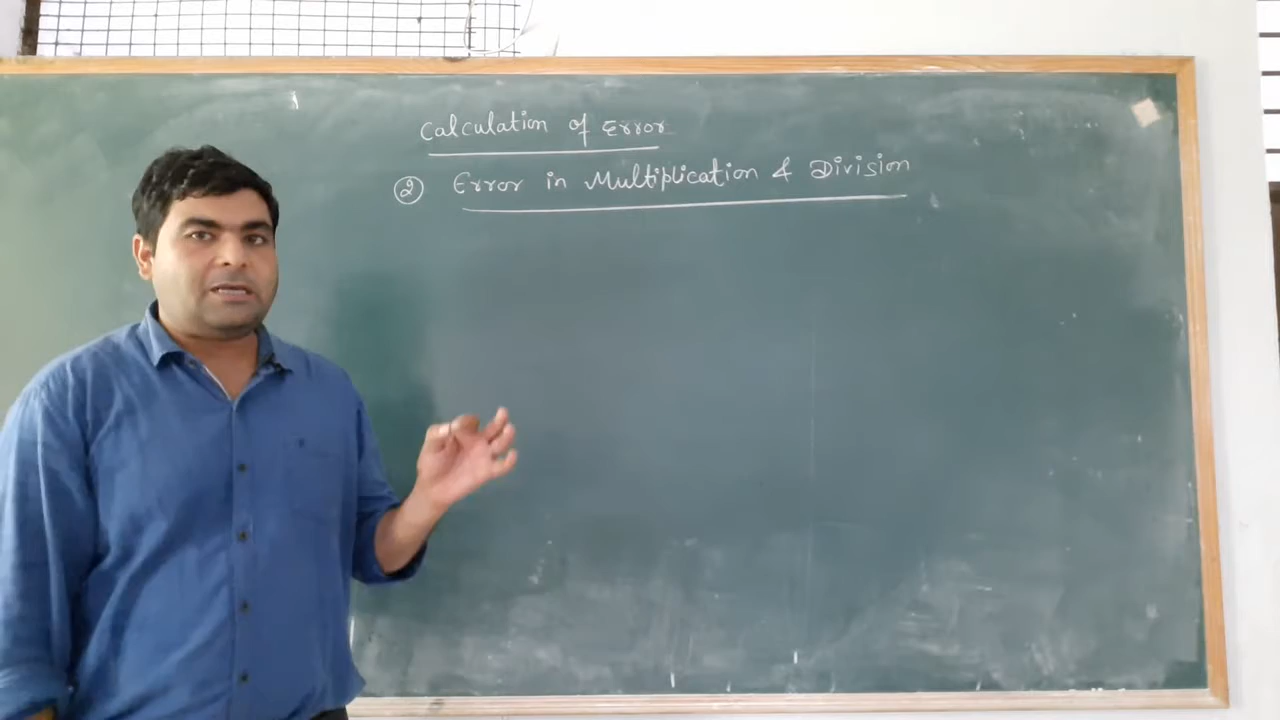 Calculation of Error
② Error in Multiplication & Division